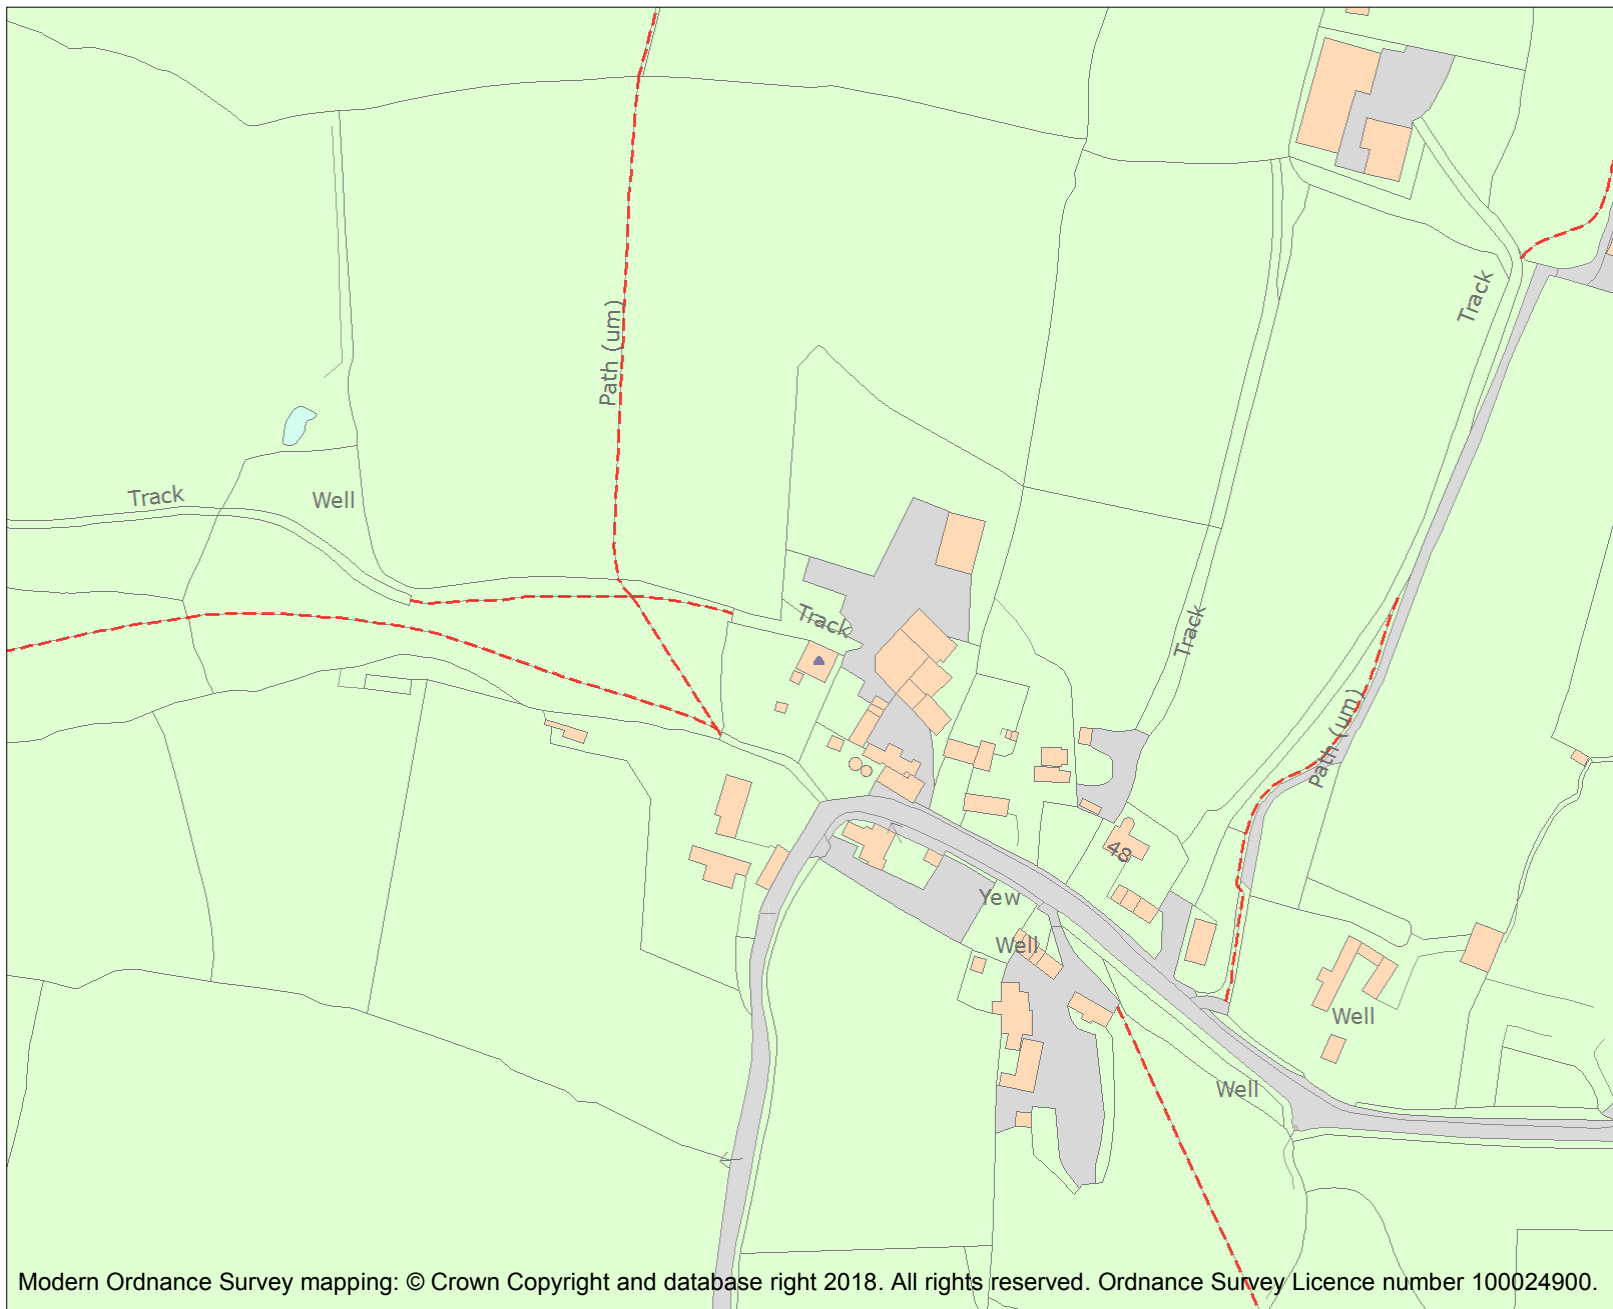 Path (um)
Track
Track
Well
Track
Track
Path (um)
48
Yew
Well
Well
Well
Modern Ordnance Survey mapping: © Crown Copyright and database right 2018. All rights reserved. Ordnance Survey Licence number 100024900.